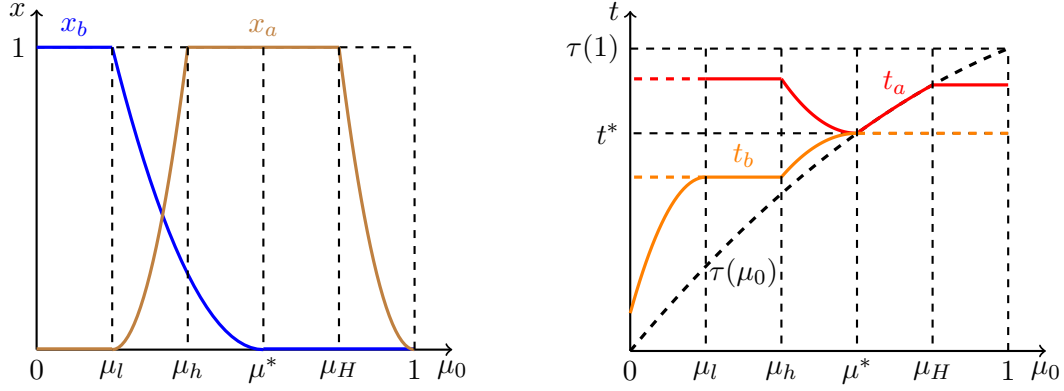 x
x_b
x_a
1
0
μ_l
μ_h
μ*
μ_H
1
μ_0
t
τ(1)
t_a
t*
t_b
τ(μ_0)
0
μ_l
μ_h
μ*
μ_H
1
μ_0